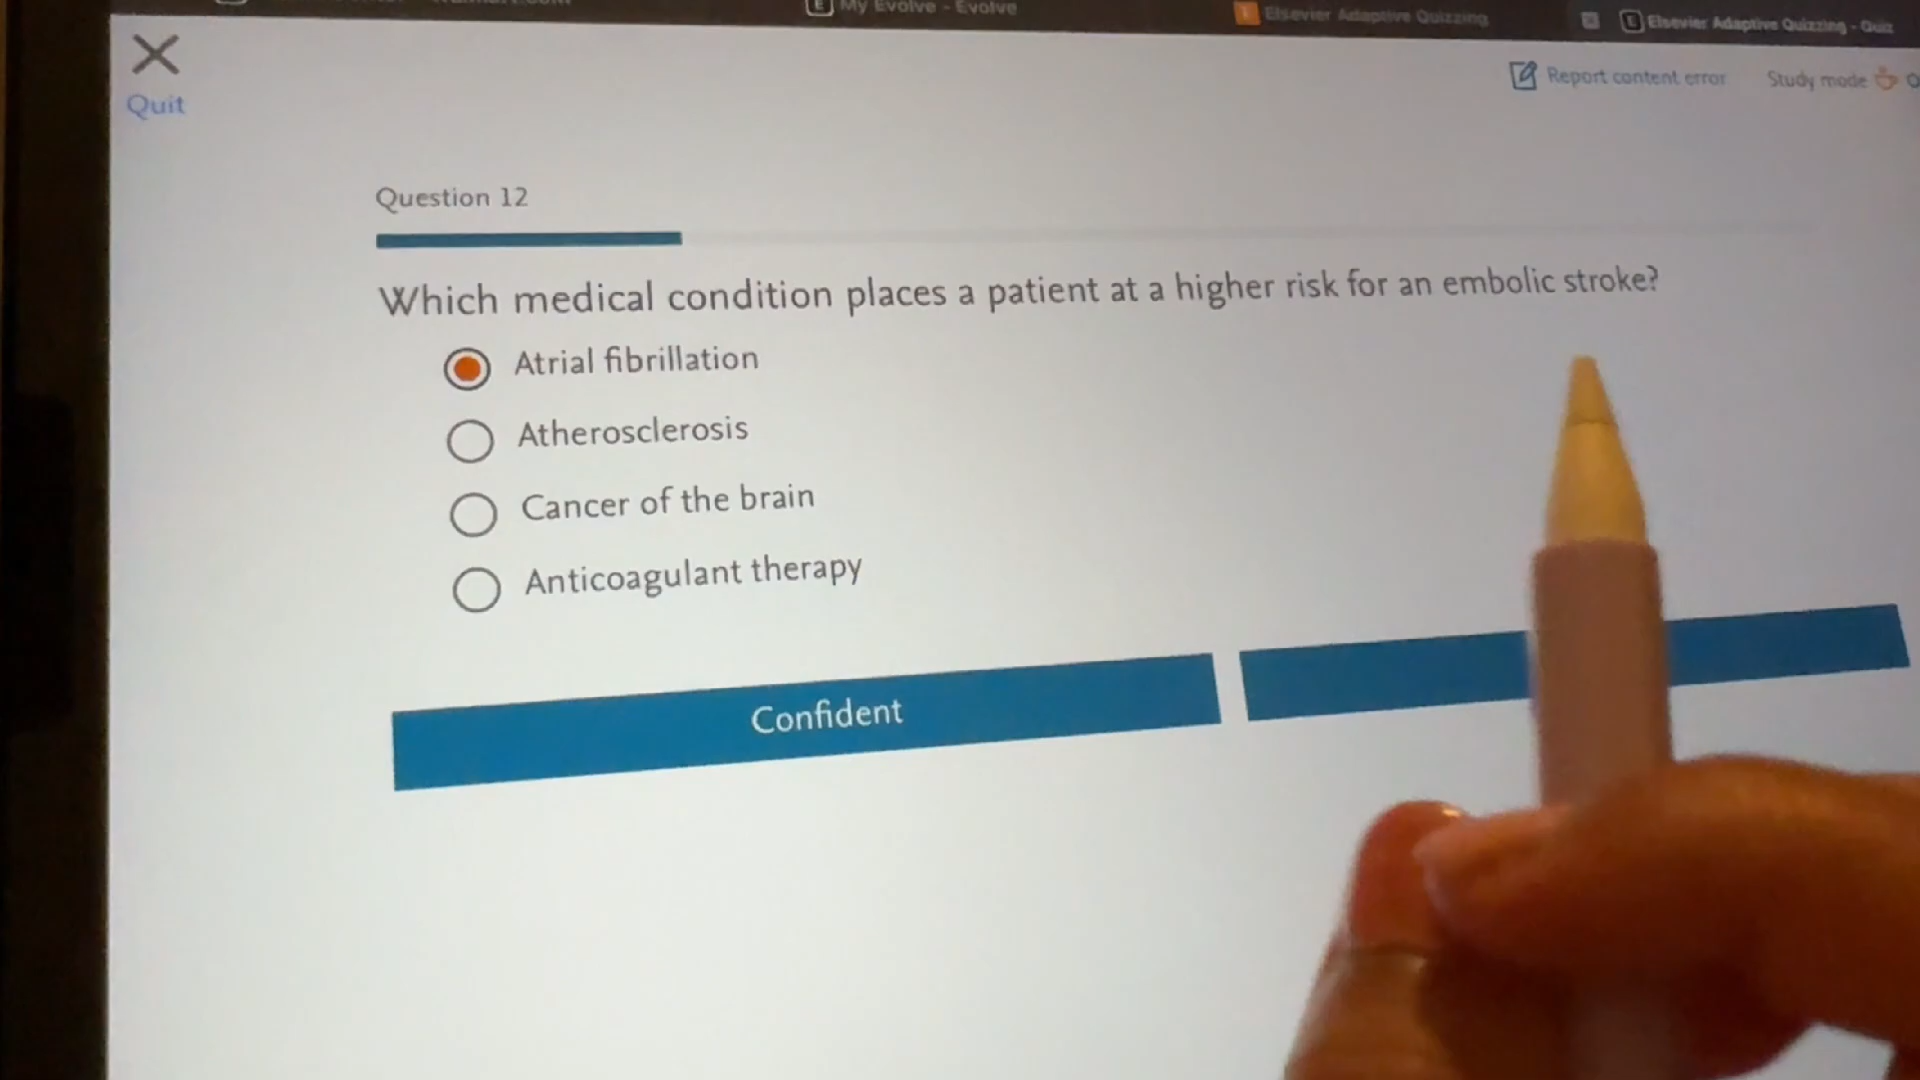 My Evolve - Evolve
Elsevier Adaptive Quizzing
Elsevier Adaptive Quizzing - Quiz
Quit
Report content error
Study mode
Question 12
Which medical condition places a patient at a higher risk for an embolic stroke?
Atrial fibrillation
Atherosclerosis
Cancer of the brain
Anticoagulant therapy
Confident